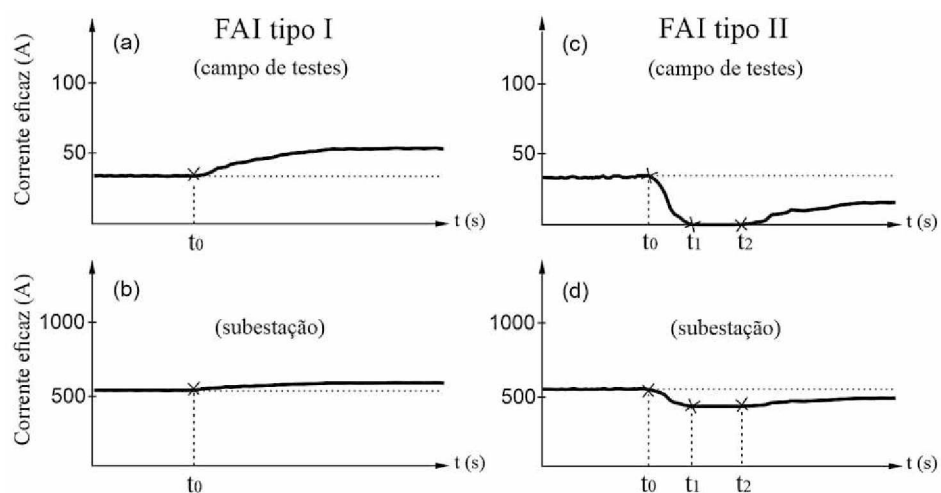 FAI tipo I
(a)
(campo de testes)
Corrente eficaz (A)
100
50
t (s)
t0
(b)
(subestação)
Corrente eficaz (A)
1000
500
t (s)
t0
FAI tipo II
(c)
(campo de testes)
100
50
t (s)
t0 t1 t2
(d)
(subestação)
1000
500
t (s)
t0 t1 t2